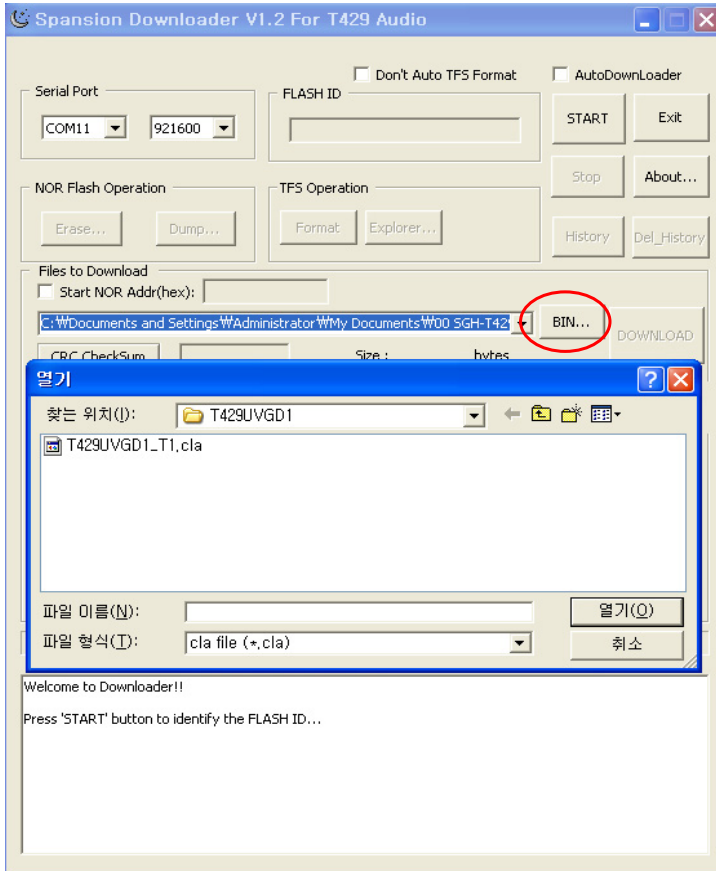 Spansion Downloader V1.2 For T429 Audio
Don't Auto TFS Format
AutoDownLoader
Serial Port
FLASH ID
COM11
921600
START
Exit
Stop
About...
NOR Flash Operation
TFS Operation
Erase...
Dump...
Format
Explorer...
History
Del_History
Files to Download
Start NOR Addr(hex):
C:₩Documents and Settings₩Administrator₩My Documents₩00 SGH-T429
BIN...
DOWNLOAD
CRC CheckSum
Size :
bytes
열기
찾는 위치(I):
T429UVGD1
T429UVGD1_T1.cla
파일 이름(N):
열기(O)
파일 형식(T):
cla file (*.cla)
취소
Welcome to Downloader!!
Press 'START' button to identify the FLASH ID...